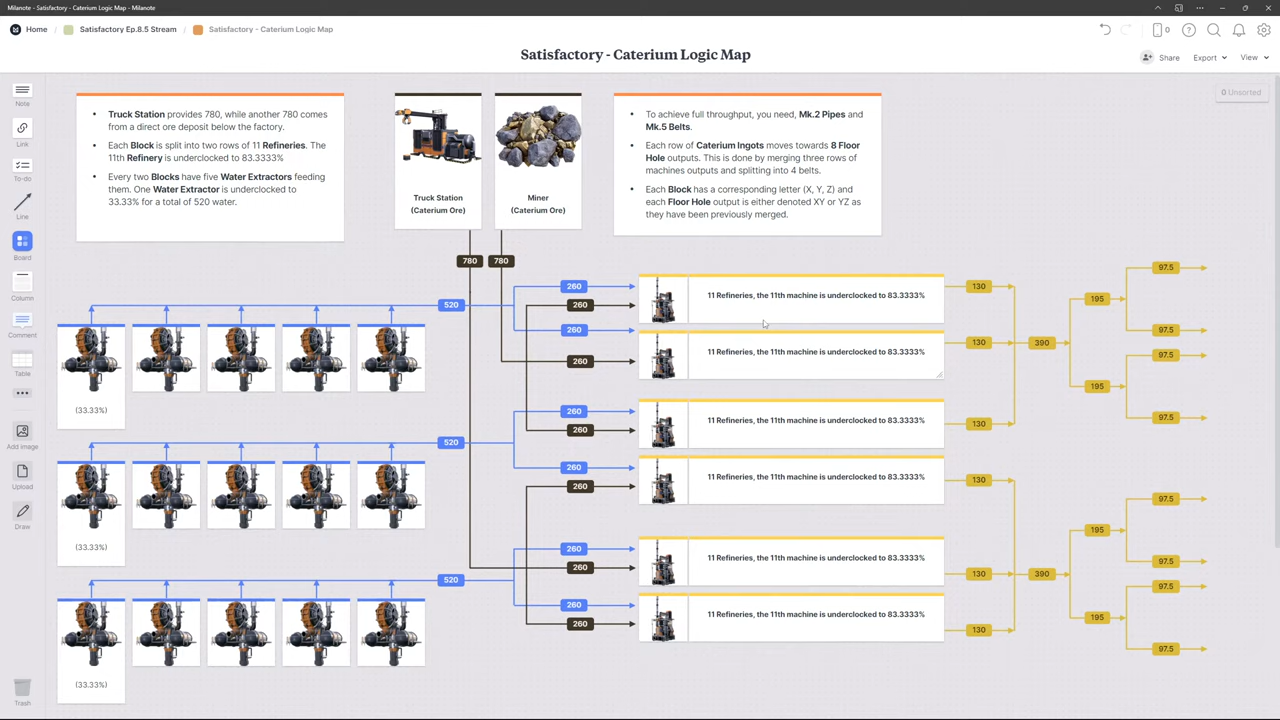 Milanote - Satisfactory - Caterium Logic Map - Milanote
Home / Satisfactory Ep.8.5 Stream / Satisfactory - Caterium Logic Map
0
Satisfactory - Caterium Logic Map
Share
Export
View
0 Unsorted
Note
Link
To-do
Line
Board
Column
Comment
Table
Add image
Upload
Draw
Trash
• Truck Station provides 780, while another 780 comes
from a direct ore deposit below the factory.
• Each Block is split into two rows of 11 Refineries. The
11th Refinery is underclocked to 83.3333%
• Every two Blocks have five Water Extractors feeding
them. One Water Extractor is underclocked to
33.33% for a total of 520 water.
Truck Station
(Caterium Ore)
Miner
(Caterium Ore)
• To achieve full throughput, you need, Mk.2 Pipes and
Mk.5 Belts.
• Each row of Caterium Ingots moves towards 8 Floor
Hole outputs. This is done by merging three rows of
machines outputs and splitting into 4 belts.
• Each Block has a corresponding letter (X, Y, Z) and
each Floor Hole output is either denoted XY or YZ as
they have been previously merged.
780
780
520
260
260
260
260
11 Refineries, the 11th machine is underclocked to 83.3333%
11 Refineries, the 11th machine is underclocked to 83.3333%
(33.33%)
520
260
260
260
260
11 Refineries, the 11th machine is underclocked to 83.3333%
11 Refineries, the 11th machine is underclocked to 83.3333%
(33.33%)
520
260
260
260
260
11 Refineries, the 11th machine is underclocked to 83.3333%
11 Refineries, the 11th machine is underclocked to 83.3333%
(33.33%)
130
130
130
390
195
195
97.5
97.5
97.5
97.5
130
130
130
390
195
195
97.5
97.5
97.5
97.5